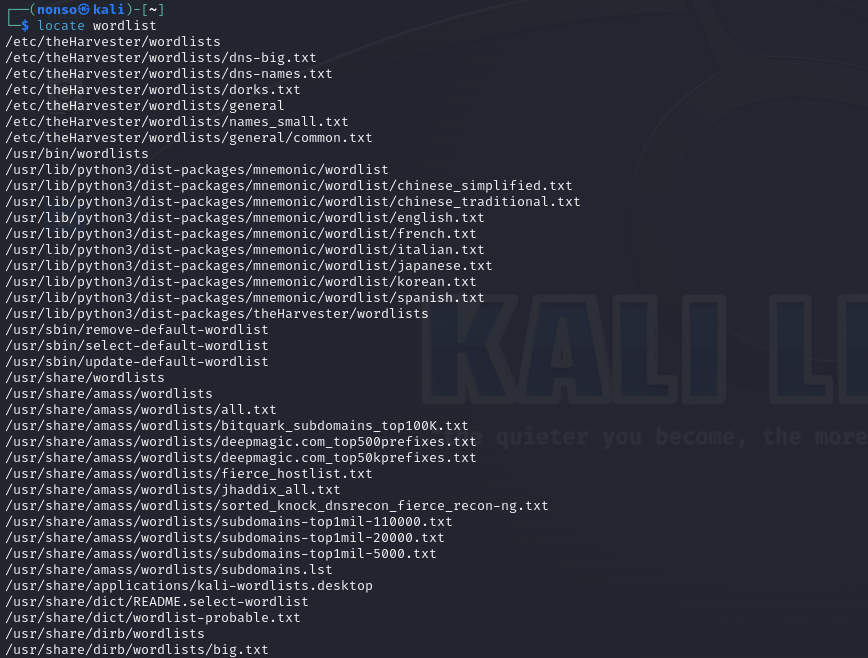 ┌──(nonso㉿kali)-[~]
└─$ locate wordlist
/etc/theHarvester/wordlists
/etc/theHarvester/wordlists/dns-big.txt
/etc/theHarvester/wordlists/dns-names.txt
/etc/theHarvester/wordlists/dorks.txt
/etc/theHarvester/wordlists/general
/etc/theHarvester/wordlists/names_small.txt
/etc/theHarvester/wordlists/general/common.txt
/usr/bin/wordlists
/usr/lib/python3/dist-packages/mnemonic/wordlist
/usr/lib/python3/dist-packages/mnemonic/wordlist/chinese_simplified.txt
/usr/lib/python3/dist-packages/mnemonic/wordlist/chinese_traditional.txt
/usr/lib/python3/dist-packages/mnemonic/wordlist/english.txt
/usr/lib/python3/dist-packages/mnemonic/wordlist/french.txt
/usr/lib/python3/dist-packages/mnemonic/wordlist/italian.txt
/usr/lib/python3/dist-packages/mnemonic/wordlist/japanese.txt
/usr/lib/python3/dist-packages/mnemonic/wordlist/korean.txt
/usr/lib/python3/dist-packages/mnemonic/wordlist/spanish.txt
/usr/lib/python3/dist-packages/theHarvester/wordlists
/usr/sbin/remove-default-wordlist
/usr/sbin/select-default-wordlist
/usr/sbin/update-default-wordlist
/usr/share/wordlists
/usr/share/amass/wordlists
/usr/share/amass/wordlists/all.txt
/usr/share/amass/wordlists/bitquark_subdomains_top100K.txt
/usr/share/amass/wordlists/deepmagic.com_top500prefixes.txt
/usr/share/amass/wordlists/deepmagic.com_top50kprefixes.txt
/usr/share/amass/wordlists/fierce_hostlist.txt
/usr/share/amass/wordlists/jhaddix_all.txt
/usr/share/amass/wordlists/sorted_knock_dnsrecon_fierce_recon-ng.txt
/usr/share/amass/wordlists/subdomains-top1mil-110000.txt
/usr/share/amass/wordlists/subdomains-top1mil-20000.txt
/usr/share/amass/wordlists/subdomains-top1mil-5000.txt
/usr/share/amass/wordlists/subdomains.lst
/usr/share/applications/kali-wordlists.desktop
/usr/share/dict/README.select-wordlist
/usr/share/dict/wordlist-probable.txt
/usr/share/dirb/wordlists
/usr/share/dirb/wordlists/big.txt
KALI LI
quieter you become, the more